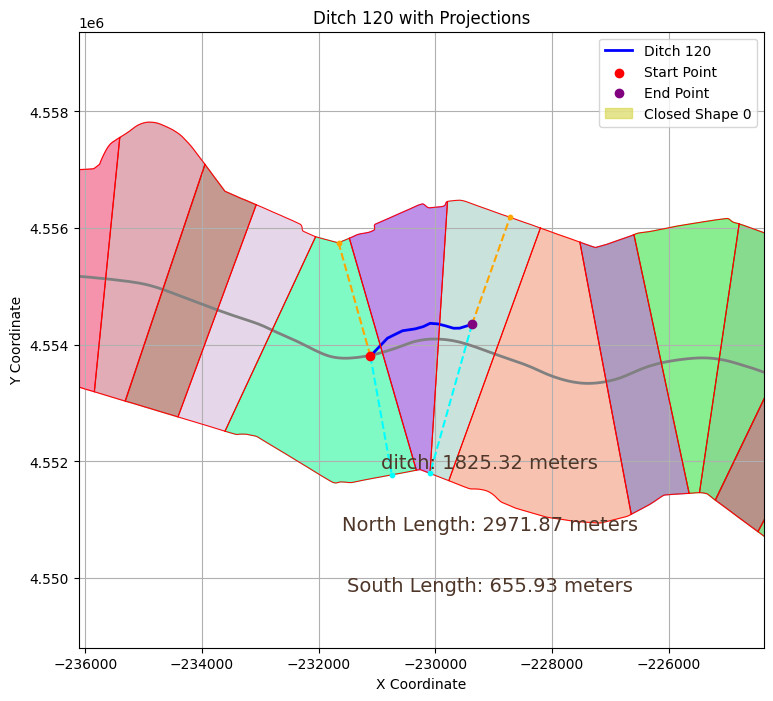 Ditch 120 with Projections
1e6
Ditch 120
Start Point
End Point
Closed Shape 0
4.558
4.556
4.554
4.552
4.550
Y Coordinate
ditch: 1825.32 meters
North Length: 2971.87 meters
South Length: 655.93 meters
−236000 −234000 −232000 −230000 −228000 −226000
X Coordinate